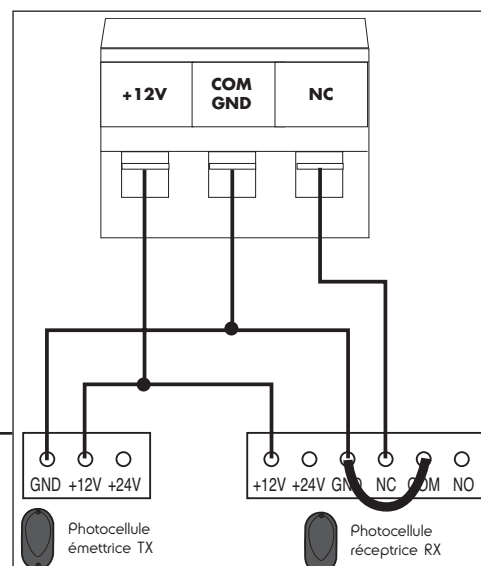 +12V COM GND NC
GND +12V +24V
+12V +24V GND NC COM NO
Photocellule
émettrice TX
Photocellule
réceptrice RX